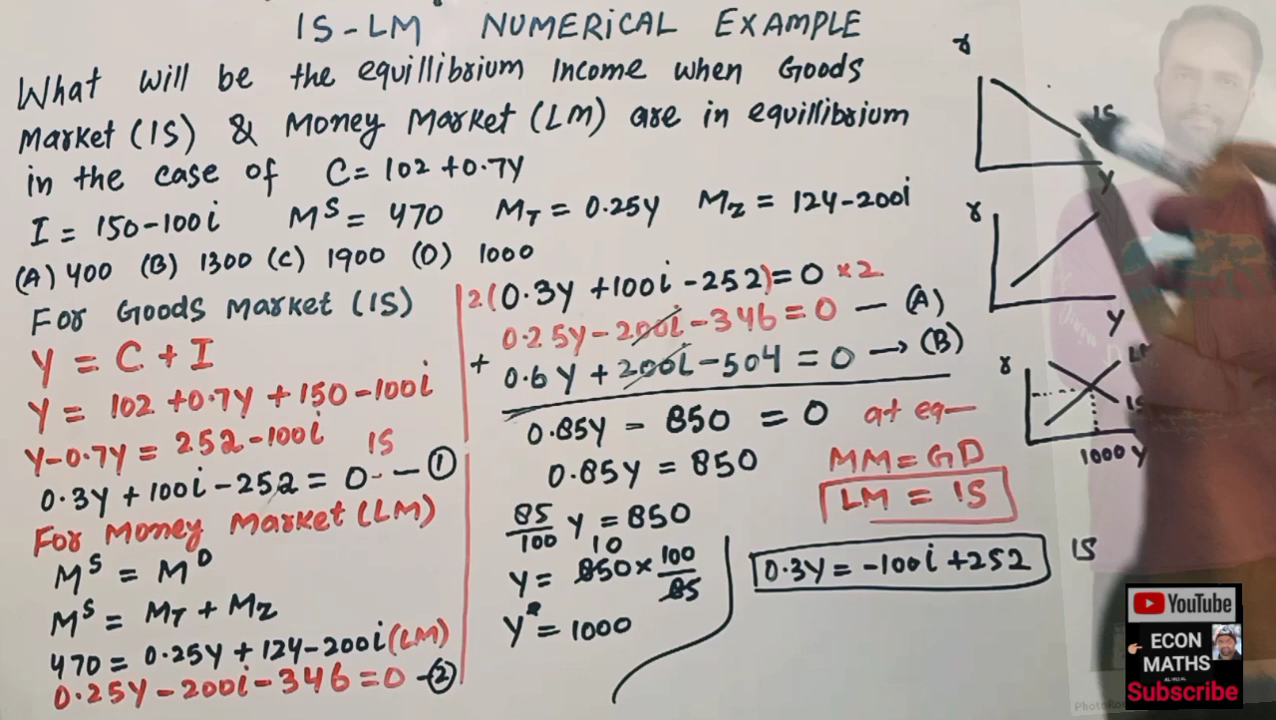 IS-LM NUMERICAL EXAMPLE
What will be the equillibrium Income when Goods
Market (IS) & Money Market (LM) are in equillibrium
in the case of C = 102 + 0.7Y
I = 150-100i M^S = 470 M_T = 0.25Y M_Z = 124-200i
(A) 400 (B) 1300 (C) 1900 (D) 1000
For Goods Market (IS)
Y = C + I
Y = 102 + 0.7Y + 150 - 100i
Y - 0.7Y = 252 - 100i IS
0.3Y + 100i - 252 = 0 - ①
For Money Market (LM)
M^S = M^D
M^S = M_T + M_Z
470 = 0.25Y + 124 - 200i (LM)
0.25Y - 200i - 346 = 0 - ②
2(0.3Y + 100i - 252) = 0 × 2
0.25Y - 200i - 346 = 0 — (A)
+ 0.6Y + 200i - 504 = 0 → (B)
0.85Y - 850 = 0
0.85Y = 850
85/100 Y = 850
10
Y = 850 × 100/85
Y* = 1000
at eq—
MM = GD
LM = IS
0.3Y = -100i + 252 IS
r
IS
Y
r
Y
r
IS
1000 Y
YouTube
ECON
MATHS
Subscribe